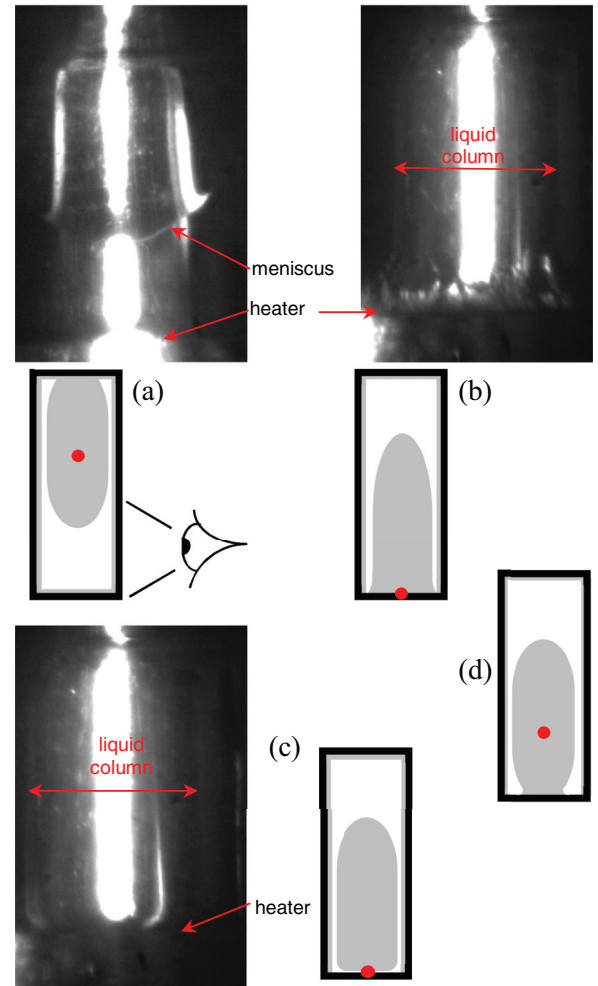 liquid
column
meniscus
heater
(a)
(b)
(d)
liquid
column
(c)
heater